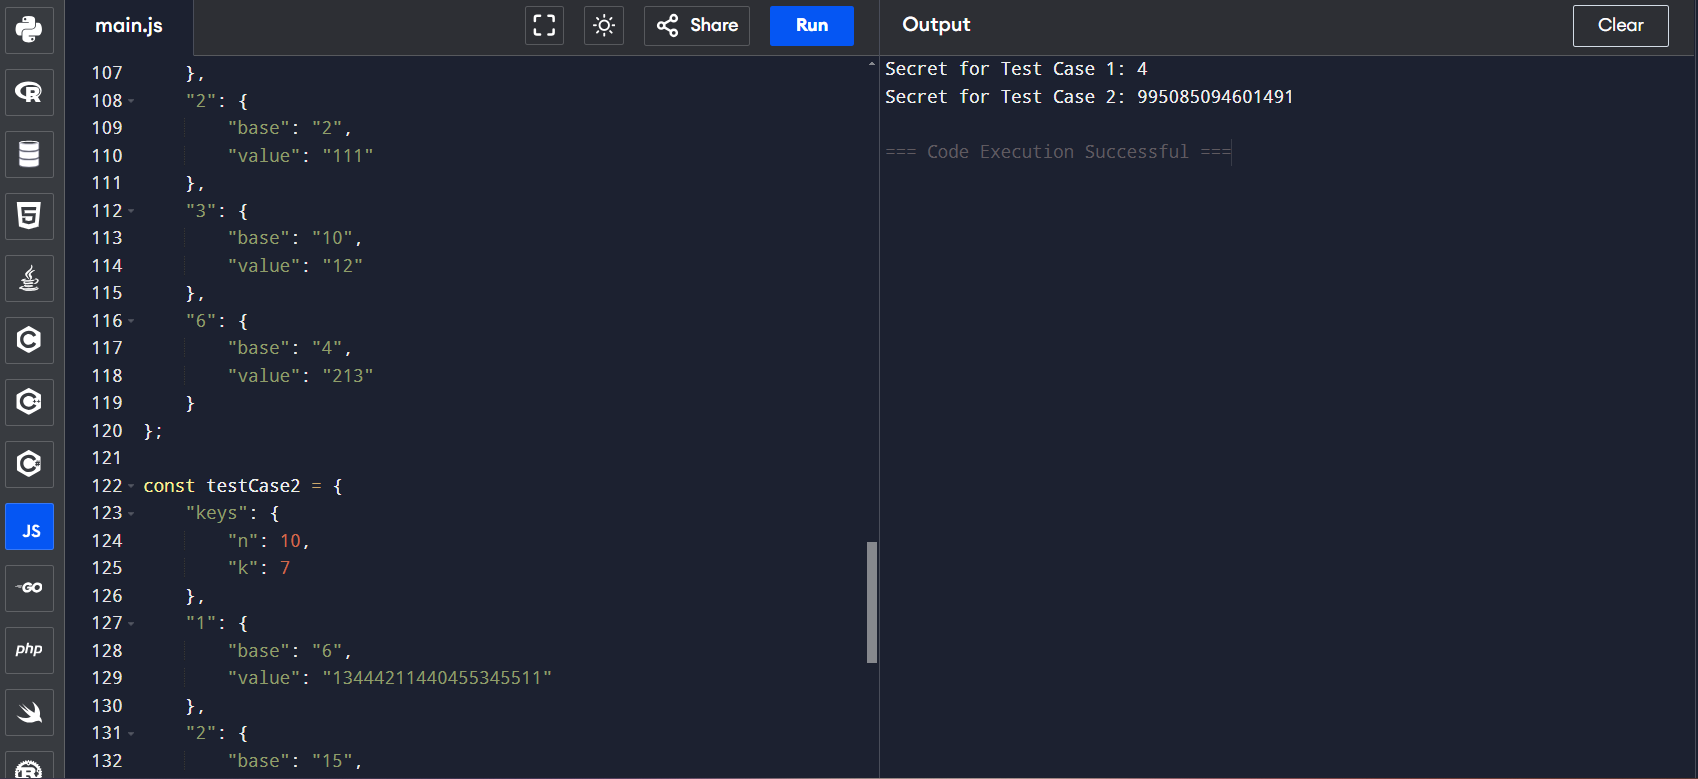 main.js
Share
Run
Output
Clear
107 },
108 "2": {
109 "base": "2",
110 "value": "111"
111 },
112 "3": {
113 "base": "10",
114 "value": "12"
115 },
116 "6": {
117 "base": "4",
118 "value": "213"
119 }
120 };
121
122 const testCase2 = {
123 "keys": {
124 "n": 10,
125 "k": 7
126 },
127 "1": {
128 "base": "6",
129 "value": "13444211440455345511"
130 },
131 "2": {
132 "base": "15",
Secret for Test Case 1: 4
Secret for Test Case 2: 995085094601491
=== Code Execution Successful ===
R
5
C
C++
C#
JS
GO
php
R